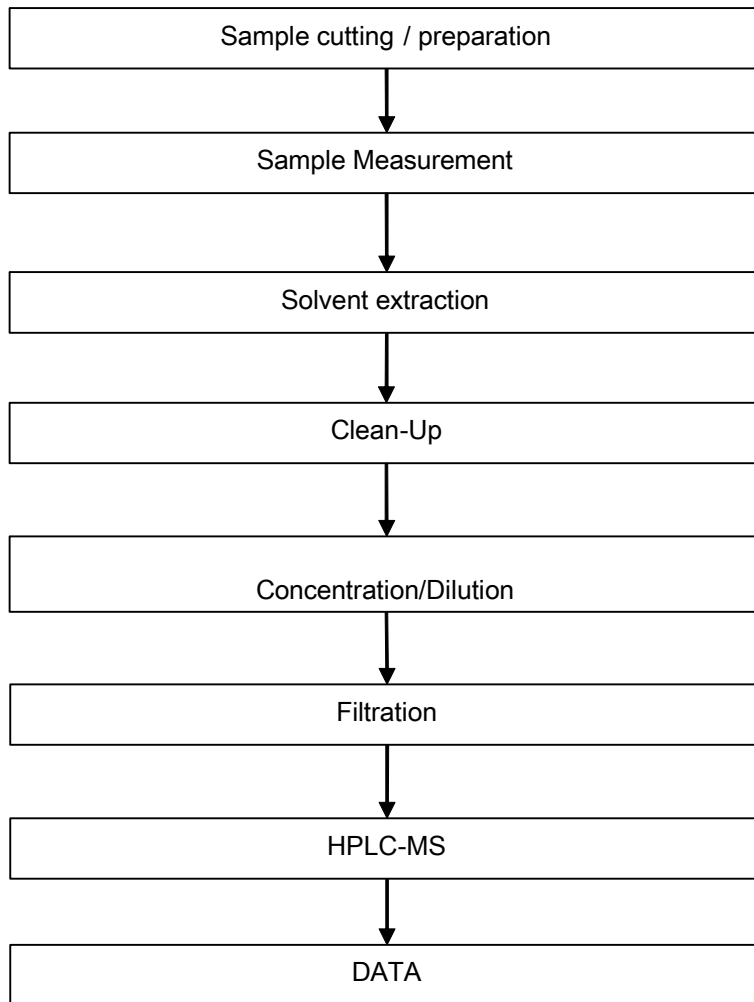 Sample cutting / preparation
Sample Measurement
Solvent extraction
Clean-Up
Concentration/Dilution
Filtration
HPLC-MS
DATA